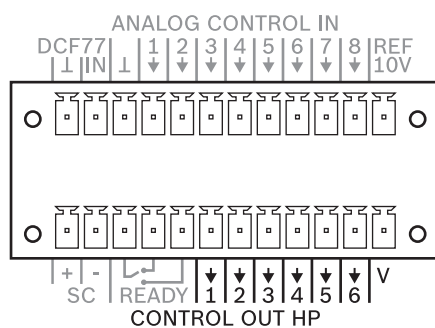 ANALOG CONTROL IN
DCF77 1 2 3 4 5 6 7 8 REF
⊥ IN ⊥ 10V
+ - V
SC READY 1 2 3 4 5 6
CONTROL OUT HP